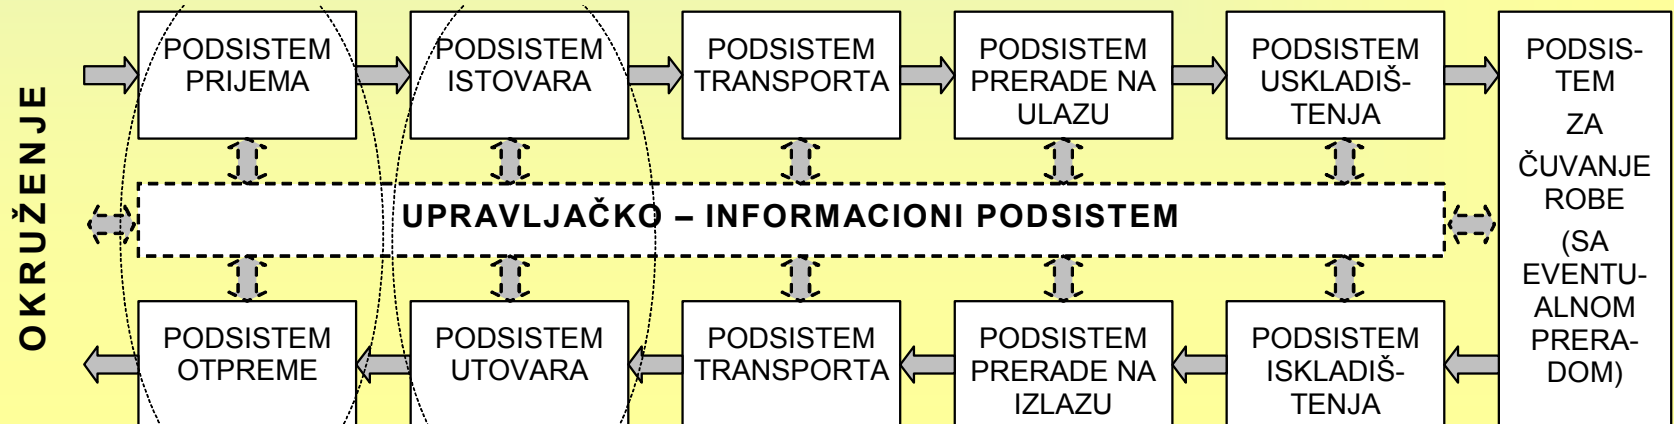 OKRUŽENJE
PODSISTEM
PRIJEMA
PODSISTEM
ISTOVARA
PODSISTEM
TRANSPORTA
PODSISTEM
PRERADE NA
ULAZU
PODSISTEM
USKLADIŠ-
TENJA
PODSIS-
TEM
ZA
ČUVANJE
ROBE
(SA
EVENTU-
ALNOM
PRERA-
DOM)
UPRAVLJAČKO – INFORMACIONI PODSISTEM
PODSISTEM
OTPREME
PODSISTEM
UTOVARA
PODSISTEM
TRANSPORTA
PODSISTEM
PRERADE NA
IZLAZU
PODSISTEM
ISKLADIŠ-
TENJA